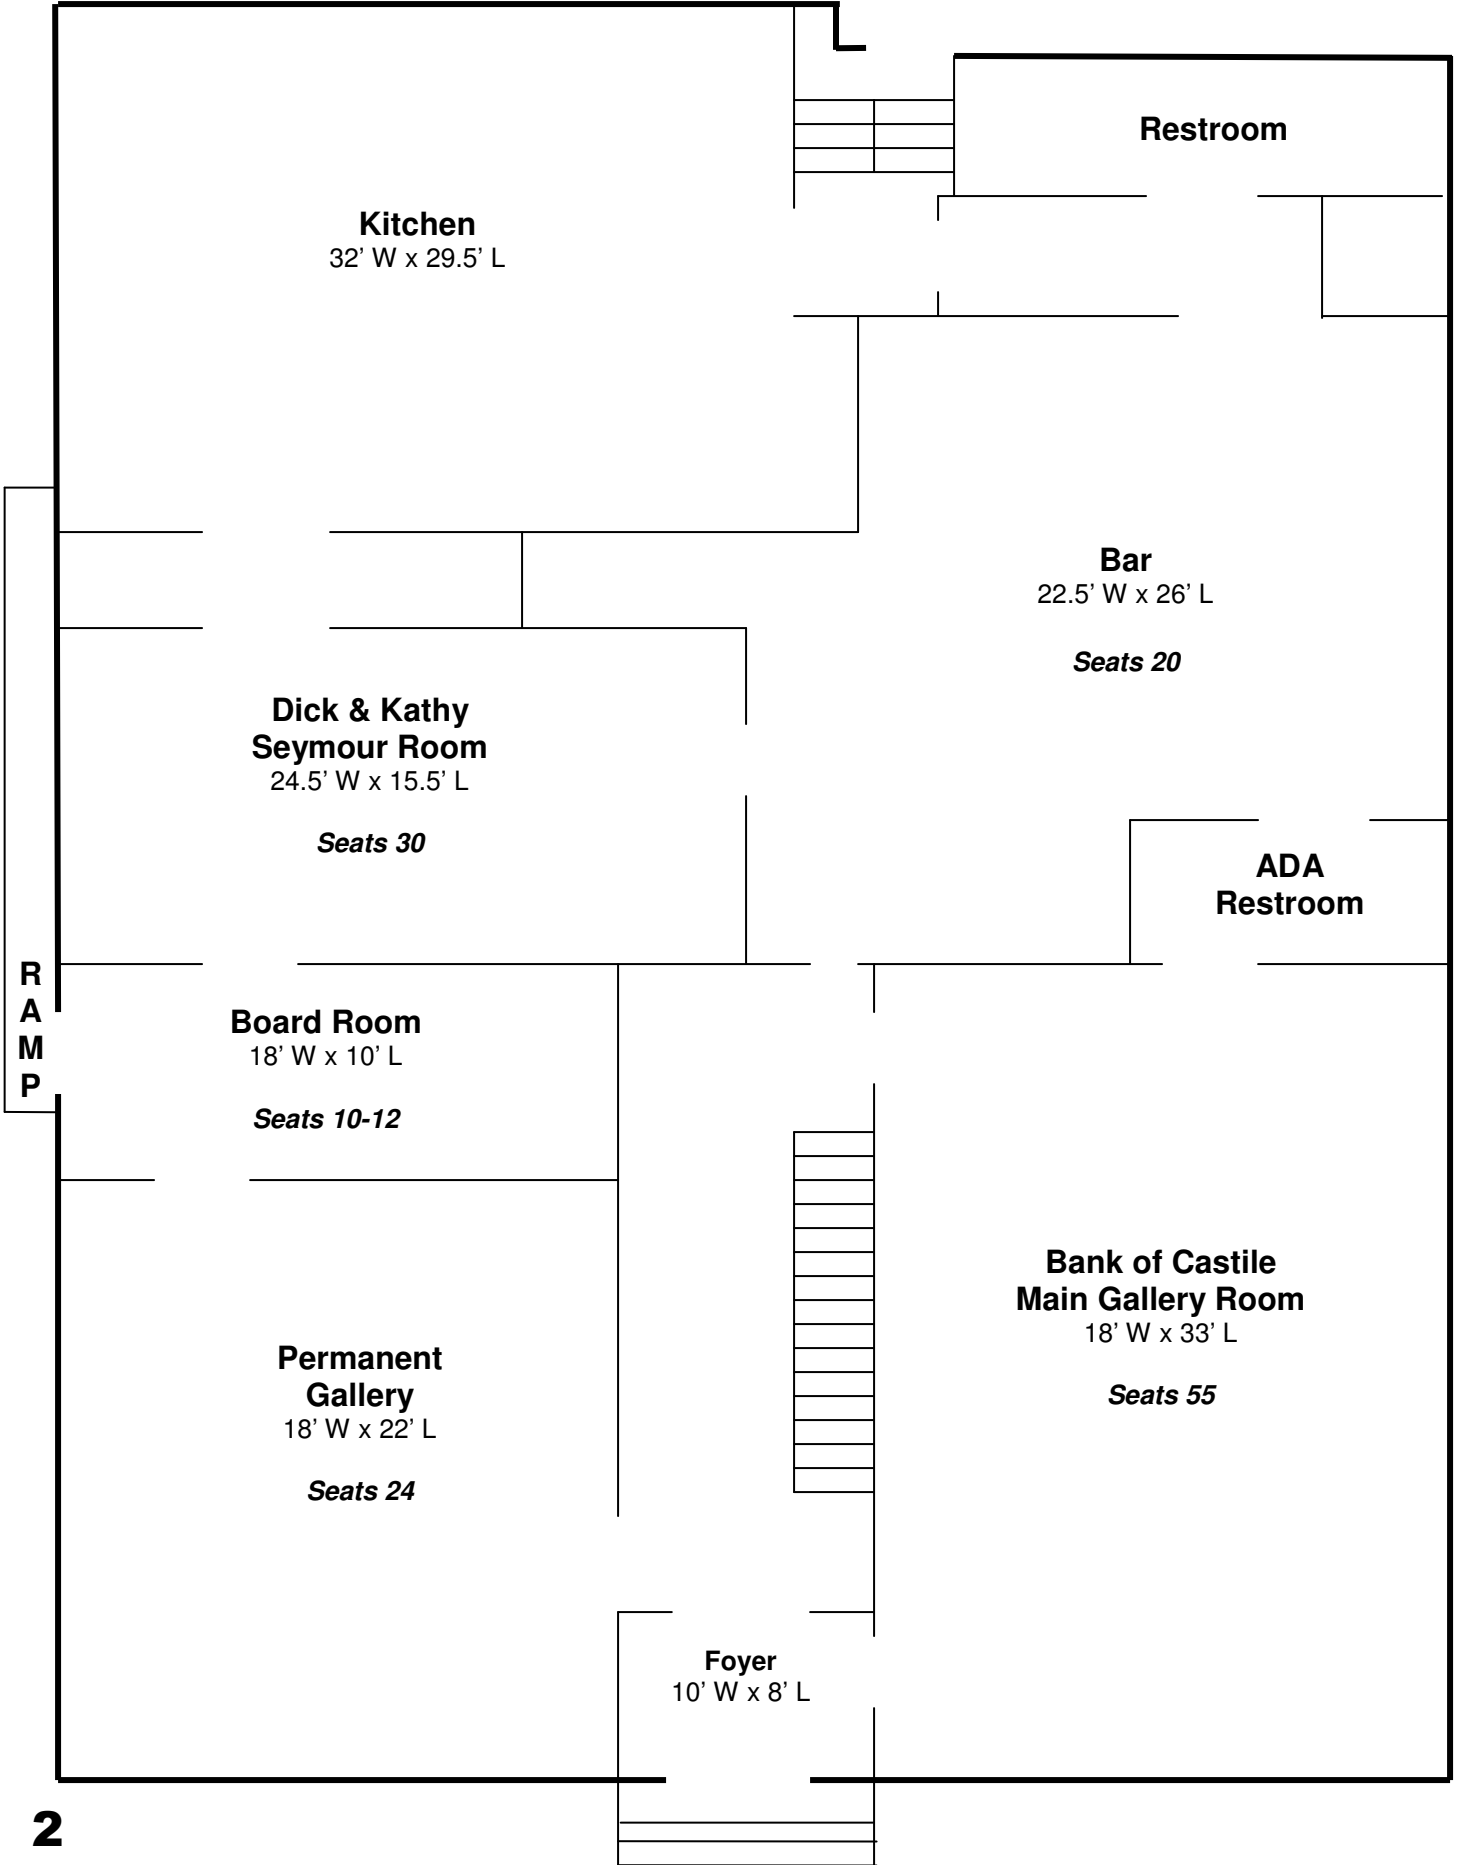 Restroom
Kitchen
32’ W x 29.5’ L
Bar
22.5’ W x 26’ L
Seats 20
Dick & Kathy
Seymour Room
24.5’ W x 15.5’ L
Seats 30
ADA
Restroom
R
A
M
P
Board Room
18’ W x 10’ L
Seats 10-12
Bank of Castile
Main Gallery Room
18’ W x 33’ L
Seats 55
Permanent
Gallery
18’ W x 22’ L
Seats 24
Foyer
10’ W x 8’ L
2